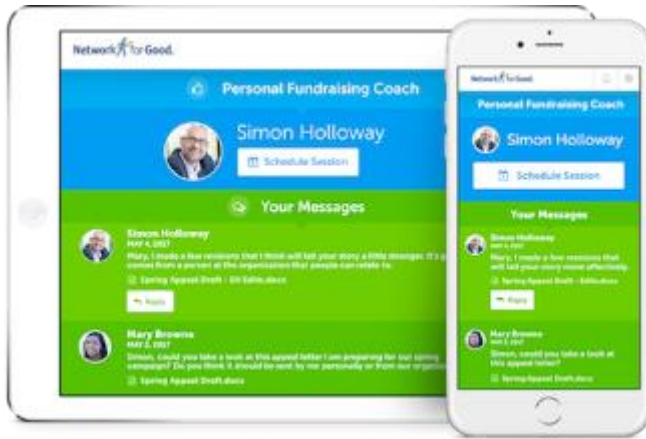 Network for Good.
Personal Fundraising Coach
Simon Holloway
Schedule Session
Your Messages
Simon Holloway
MAY 4, 2017
Mary, I made a few revisions that I think will tell your story a little stronger. It's
comes from a person at the organization that people can relate to.
Spring Appeal Draft - Edits.docx
Reply
Mary Browne
MAY 2, 2017
Simon, could you take a look at this appeal letter I am preparing for our spring
campaign? Do you think it should be sent by me personally or from our
Spring Appeal Draft.docx
Network for Good.
Personal Fundraising Coach
Simon Holloway
Schedule Session
Your Messages
Simon Holloway
MAY 4, 2017
Mary, I made a few revisions that
will tell your story more effectively.
Spring Appeal Draft - Edits.docx
Reply
Mary Browne
MAY 2, 2017
Simon, could you take a look at
this appeal letter?
Spring Appeal Draft.docx